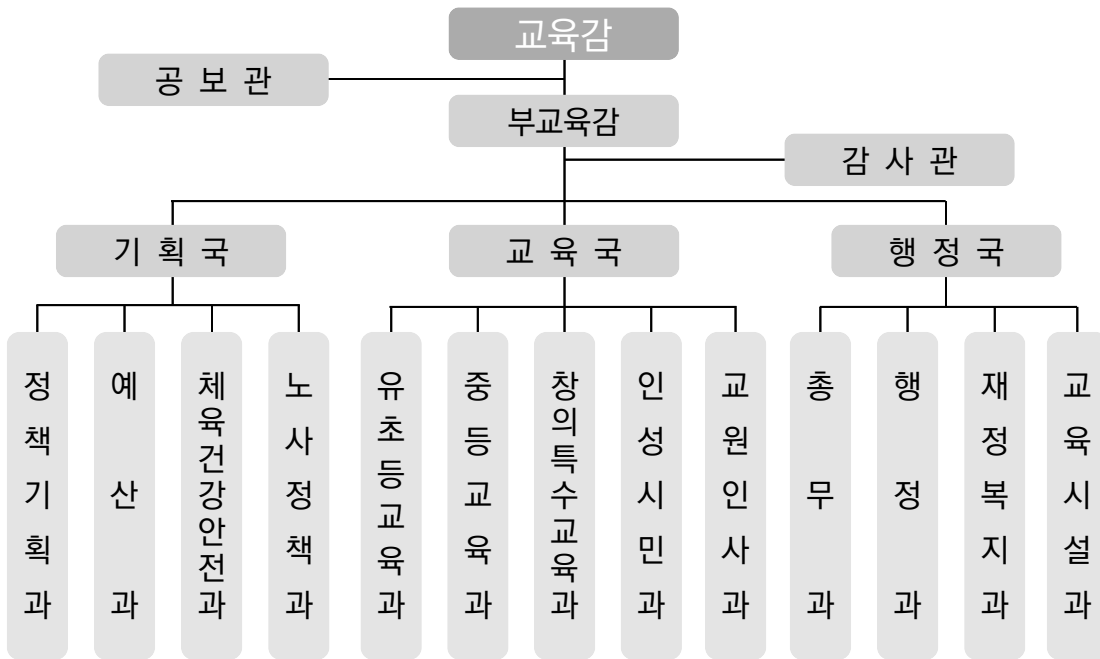 교육감
공 보 관
부교육감
감 사 관
기 획 국
교 육 국
행 정 국
정책기획과
예산과
체육건강안전과
노사정책과
유초등교육과
중등교육과
창의특수교육과
인성시민과
교원인사과
총무과
행정과
재정복지과
교육시설과